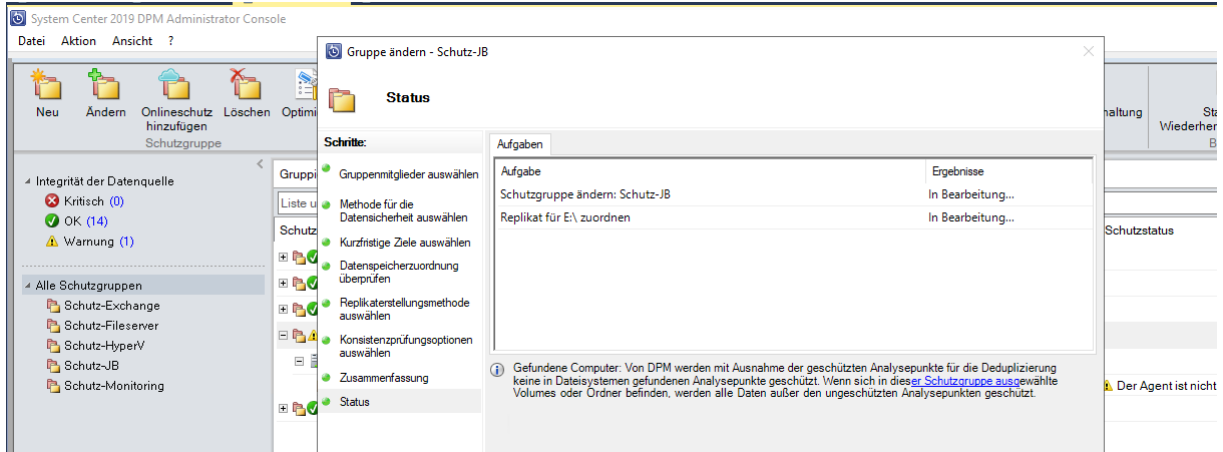 System Center 2019 DPM Administrator Console
Datei Aktion Ansicht ?
Neu
Ändern
Onlineschutz
hinzufügen
Löschen
Schutzgruppe
Integrität der Datenquelle
Kritisch (0)
OK (14)
Warnung (1)
Alle Schutzgruppen
Schutz-Exchange
Schutz-Fileserver
Schutz-HyperV
Schutz-JB
Schutz-Monitoring
Gruppi
Liste u
Schutz
Gruppe ändern - Schutz-JB
Status
Schritte:
Gruppenmitglieder auswählen
Methode für die
Datensicherheit auswählen
Kurzfristige Ziele auswählen
Datenspeicherzuordnung
überprüfen
Replikaterstellungsmethode
auswählen
Konsistenzprüfungsoptionen
auswählen
Zusammenfassung
Status
Aufgaben
Aufgabe Ergebnisse
Schutzgruppe ändern: Schutz-JB In Bearbeitung...
Replikat für E:\ zuordnen In Bearbeitung...
Gefundene Computer: Von DPM werden mit Ausnahme der geschützten Analysepunkte für die Deduplizierung
keine in Dateisystemen gefundenen Analysepunkte geschützt. Wenn sich in dieser Schutzgruppe ausgewählte
Volumes oder Ordner befinden, werden alle Daten außer den ungeschützten Analysepunkten geschützt.
haltung
Sta
Wiederher
B
Schutzstatus
Der Agent ist nicht